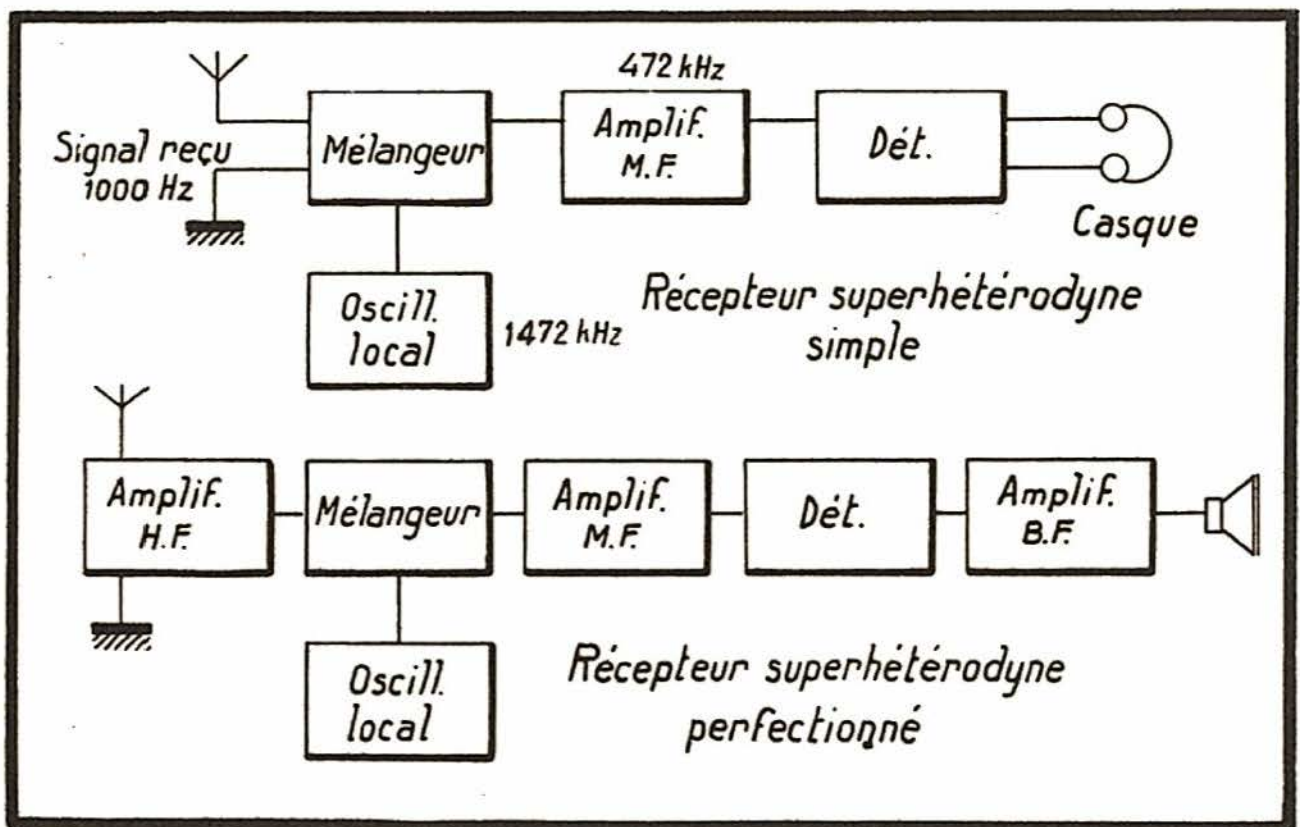 472 kHz
Signal reçu
1000 Hz
Mélangeur
Amplif.
M.F.
Dét.
Casque
Oscill.
local
1472 kHz
Récepteur superhétérodyne
simple
Amplif.
H.F.
Mélangeur
Amplif.
M.F.
Dét.
Amplif.
B.F.
Oscill.
local
Récepteur superhétérodyne
perfectionné